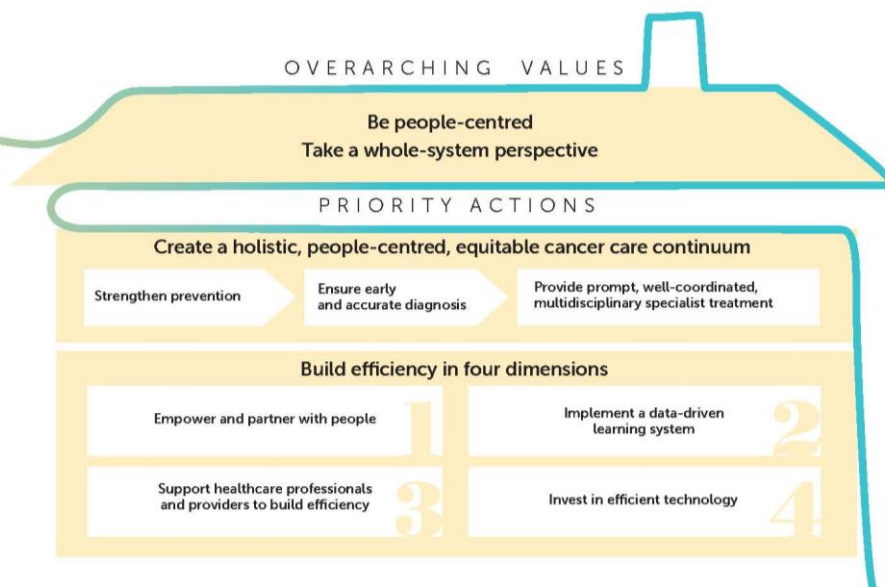 OVERARCHING VALUES
Be people-centred
Take a whole-system perspective
PRIORITY ACTIONS
Create a holistic, people-centred, equitable cancer care continuum
Strengthen prevention
Ensure early
and accurate diagnosis
Provide prompt, well-coordinated,
multidisciplinary specialist treatment
Build efficiency in four dimensions
Empower and partner with people
1
Implement a data-driven
learning system
2
Support healthcare professionals
and providers to build efficiency
3
Invest in efficient technology
4